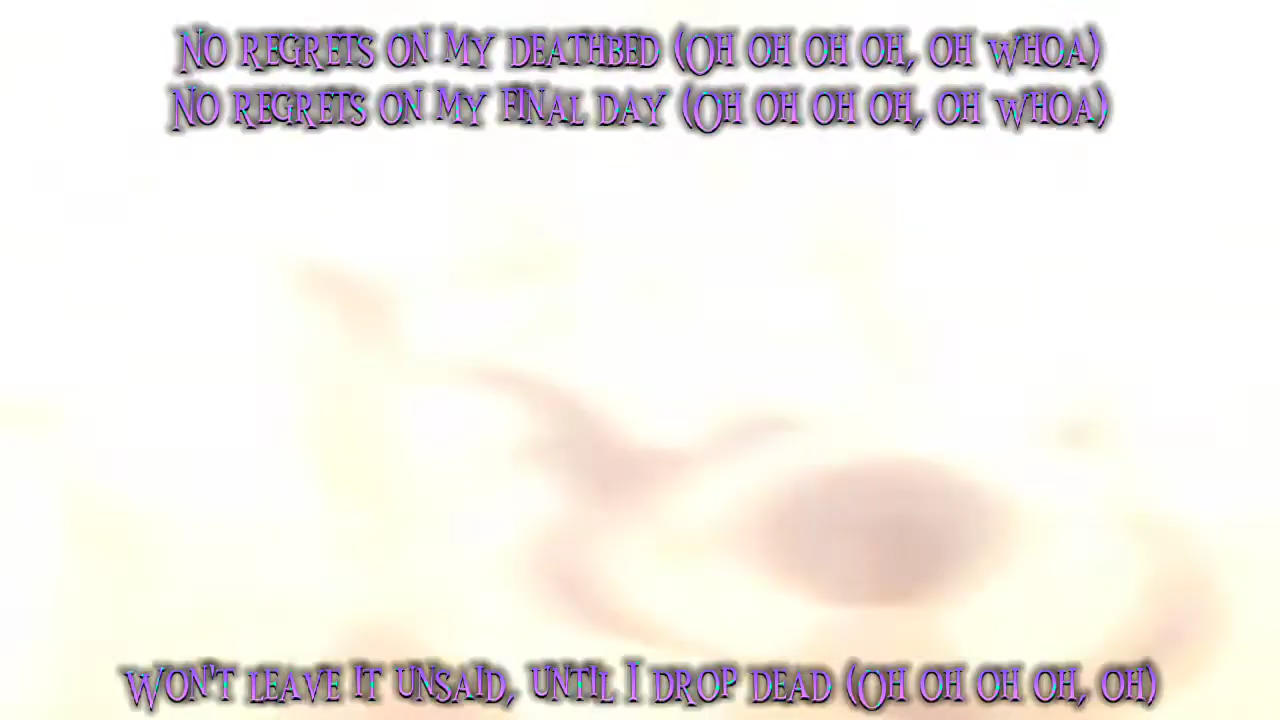 No regrets on my deathbed (Oh oh oh oh, oh whoa)
No regrets on my final day (Oh oh oh oh, oh whoa)
Won't leave it unsaid, until I drop dead (Oh oh oh oh, oh)